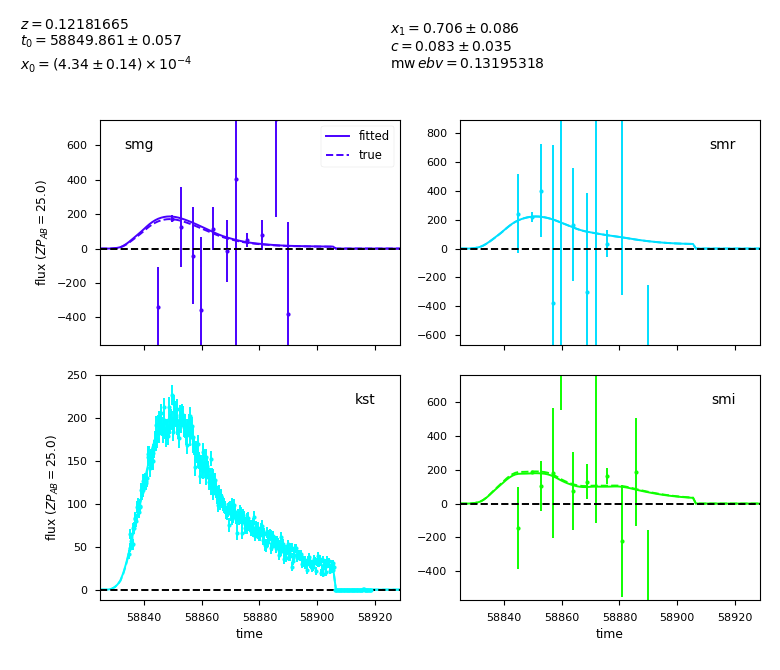 z = 0.12181665
t₀ = 58849.861 ± 0.057
x₀ = (4.34 ± 0.14) × 10⁻⁴
x₁ = 0.706 ± 0.086
c = 0.083 ± 0.035
mw ebv = 0.13195318
smg
fitted
true
600
400
200
0
−200
−400
flux (ZP_AB = 25.0)
smr
800
600
400
200
0
−200
−400
−600
kst
250
200
150
100
50
0
flux (ZP_AB = 25.0)
58840
58860
58880
58900
58920
time
smi
600
400
200
0
−200
−400
58840
58860
58880
58900
58920
time